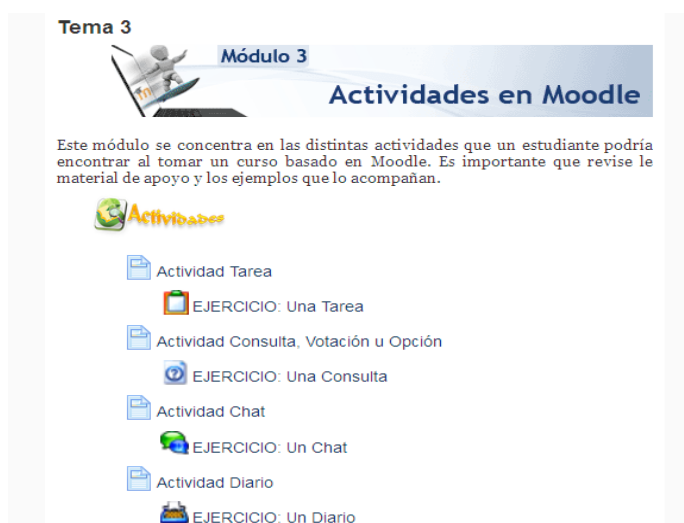 Tema 3
Módulo 3
Actividades en Moodle
Este módulo se concentra en las distintas actividades que un estudiante podría
encontrar al tomar un curso basado en Moodle. Es importante que revise le
material de apoyo y los ejemplos que lo acompañan.
Actividades
Actividad Tarea
EJERCICIO: Una Tarea
Actividad Consulta, Votación u Opción
EJERCICIO: Una Consulta
Actividad Chat
EJERCICIO: Un Chat
Actividad Diario
EJERCICIO: Un Diario